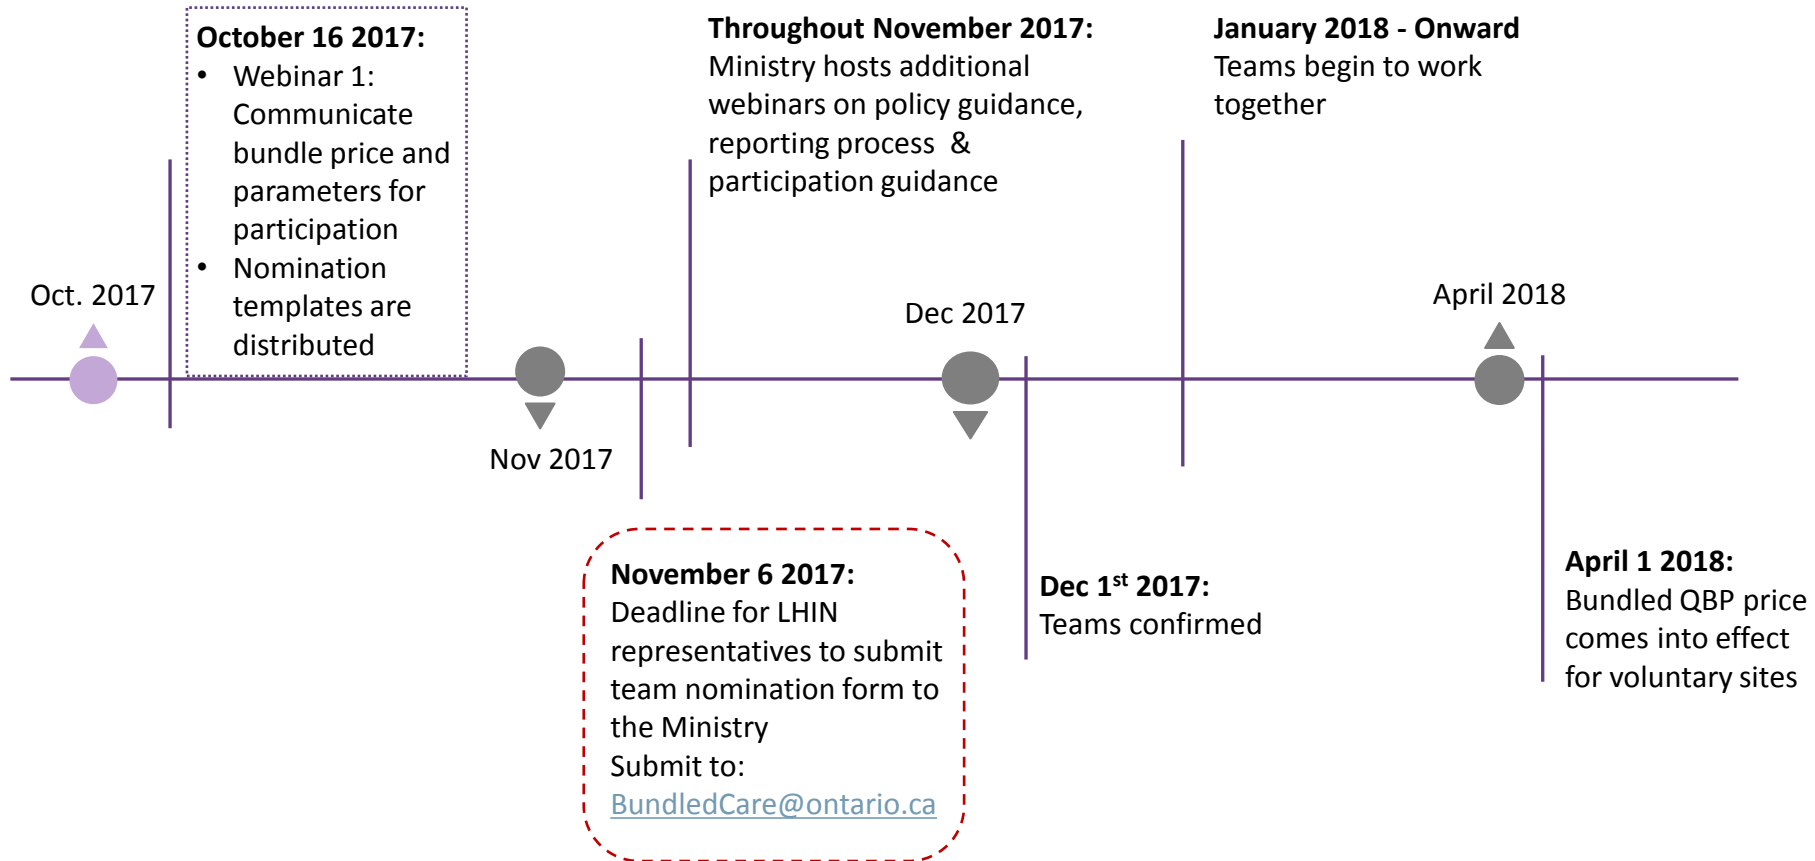 October 16 2017:
• Webinar 1:
Communicate
bundle price and
parameters for
participation
• Nomination
templates are
distributed
Throughout November 2017:
Ministry hosts additional
webinars on policy guidance,
reporting process &
participation guidance
January 2018 - Onward
Teams begin to work
together
Oct. 2017
Nov 2017
Dec 2017
April 2018
November 6 2017:
Deadline for LHIN
representatives to submit
team nomination form to
the Ministry
Submit to:
BundledCare@ontario.ca
Dec 1st 2017:
Teams confirmed
April 1 2018:
Bundled QBP price
comes into effect
for voluntary sites